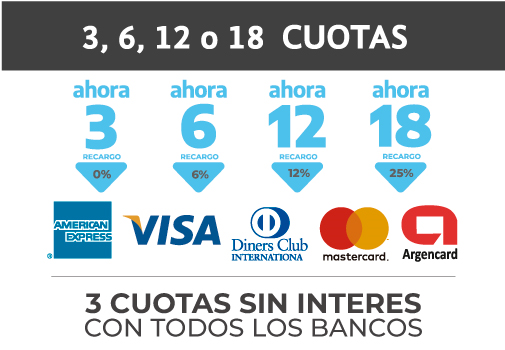 3, 6, 12 o 18 CUOTAS
ahora ahora ahora ahora
3 6 12 18
RECARGO RECARGO RECARGO RECARGO
0% 6% 12% 25%
AMERICAN EXPRESS ®
VISA
Diners Club
INTERNATIONA
mastercard.
Argencard
3 CUOTAS SIN INTERES
CON TODOS LOS BANCOS